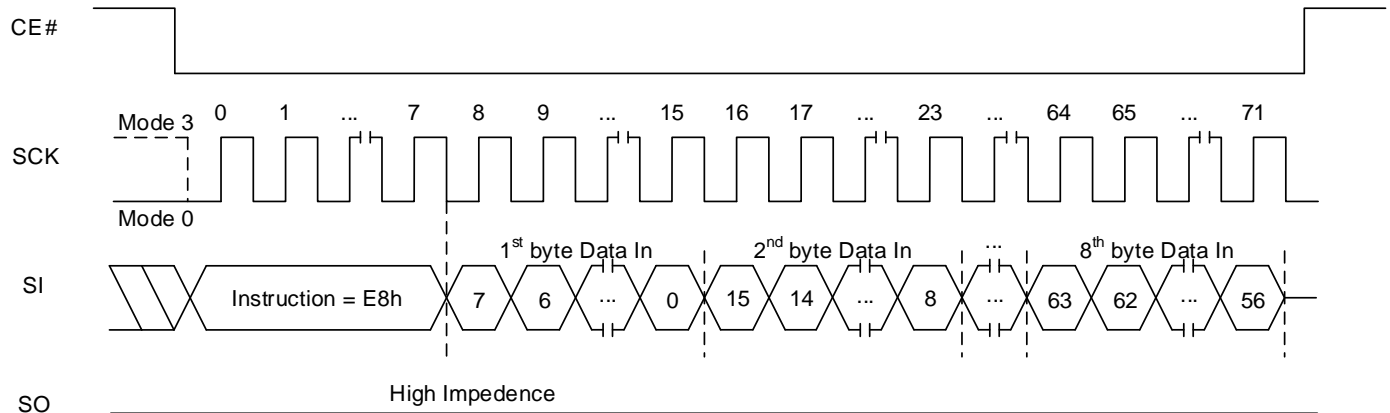 CE#
0 1 ... 7 8 9 ... 15 16 17 ... 23 ... 64 65 ... 71
Mode 3
SCK
Mode 0
1st byte Data In 2nd byte Data In ... 8th byte Data In
SI
Instruction = E8h 7 6 ... 0 15 14 ... 8 ... 63 62 ... 56
High Impedence
SO